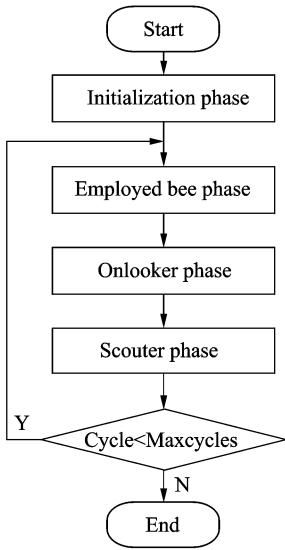 Start
Initialization phase
Employed bee phase
Onlooker phase
Scouter phase
Y
Cycle<Maxcycles
N
End